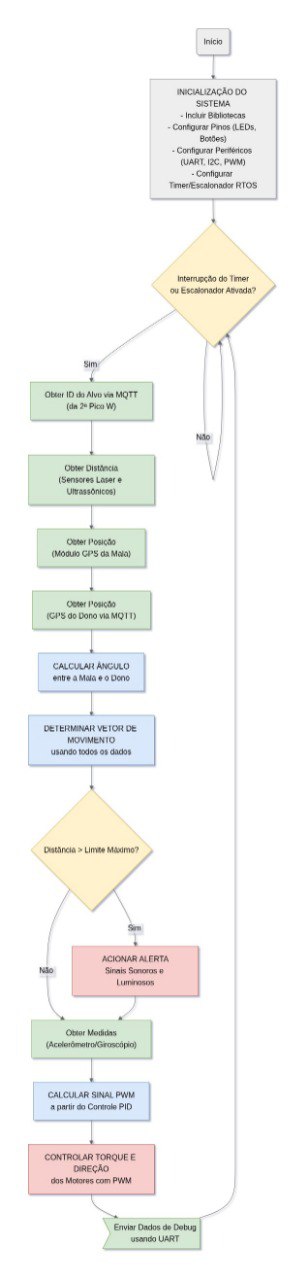 Início
INICIALIZAÇÃO DO
SISTEMA
- Incluir Bibliotecas
- Configurar Pinos (LEDs,
Botões)
- Configurar Periféricos
(UART, I2C, PWM)
- Configurar
Timer/Escalonador RTOS
Interrupção do Timer
ou Escalonador Ativada?
Sim
Não
Obter ID do Alvo via MQTT
(da 2ª Pico W)
Obter Distância
(Sensores Laser e
Ultrassônicos)
Obter Posição
(Módulo GPS da Mala)
Obter Posição
(GPS do Dono via MQTT)
CALCULAR ÂNGULO
entre a Mala e o Dono
DETERMINAR VETOR DE
MOVIMENTO
usando todos os dados
Distância > Limite Máximo?
Sim
Não
ACIONAR ALERTA
Sinais Sonoros e
Luminosos
Obter Medidas
(Acelerômetro/Giroscópio)
CALCULAR SINAL PWM
a partir do Controle PID
CONTROLAR TORQUE E
DIREÇÃO
dos Motores com PWM
Enviar Dados de Debug
usando UART